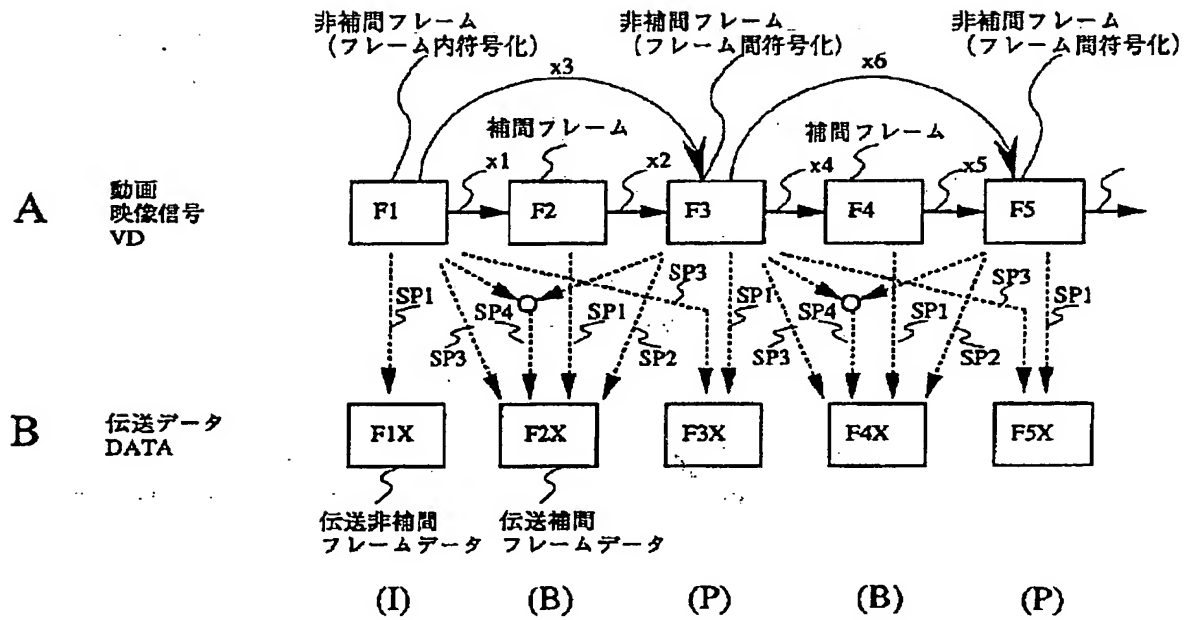 非補間フレーム
(フレーム内符号化)
非補間フレーム
(フレーム間符号化)
非補間フレーム
(フレーム間符号化)
x3
x6
補間フレーム
補間フレーム
x1
x2
x4
x5
A
動画
映像信号
VD
F1
F2
F3
F4
F5
SP1
SP3
SP4
SP1
SP2
SP3
SP1
SP3
SP4
SP1
SP2
SP3
SP1
B
伝送データ
DATA
F1X
F2X
F3X
F4X
F5X
伝送非補間
フレームデータ
伝送補間
フレームデータ
(I)
(B)
(P)
(B)
(P)